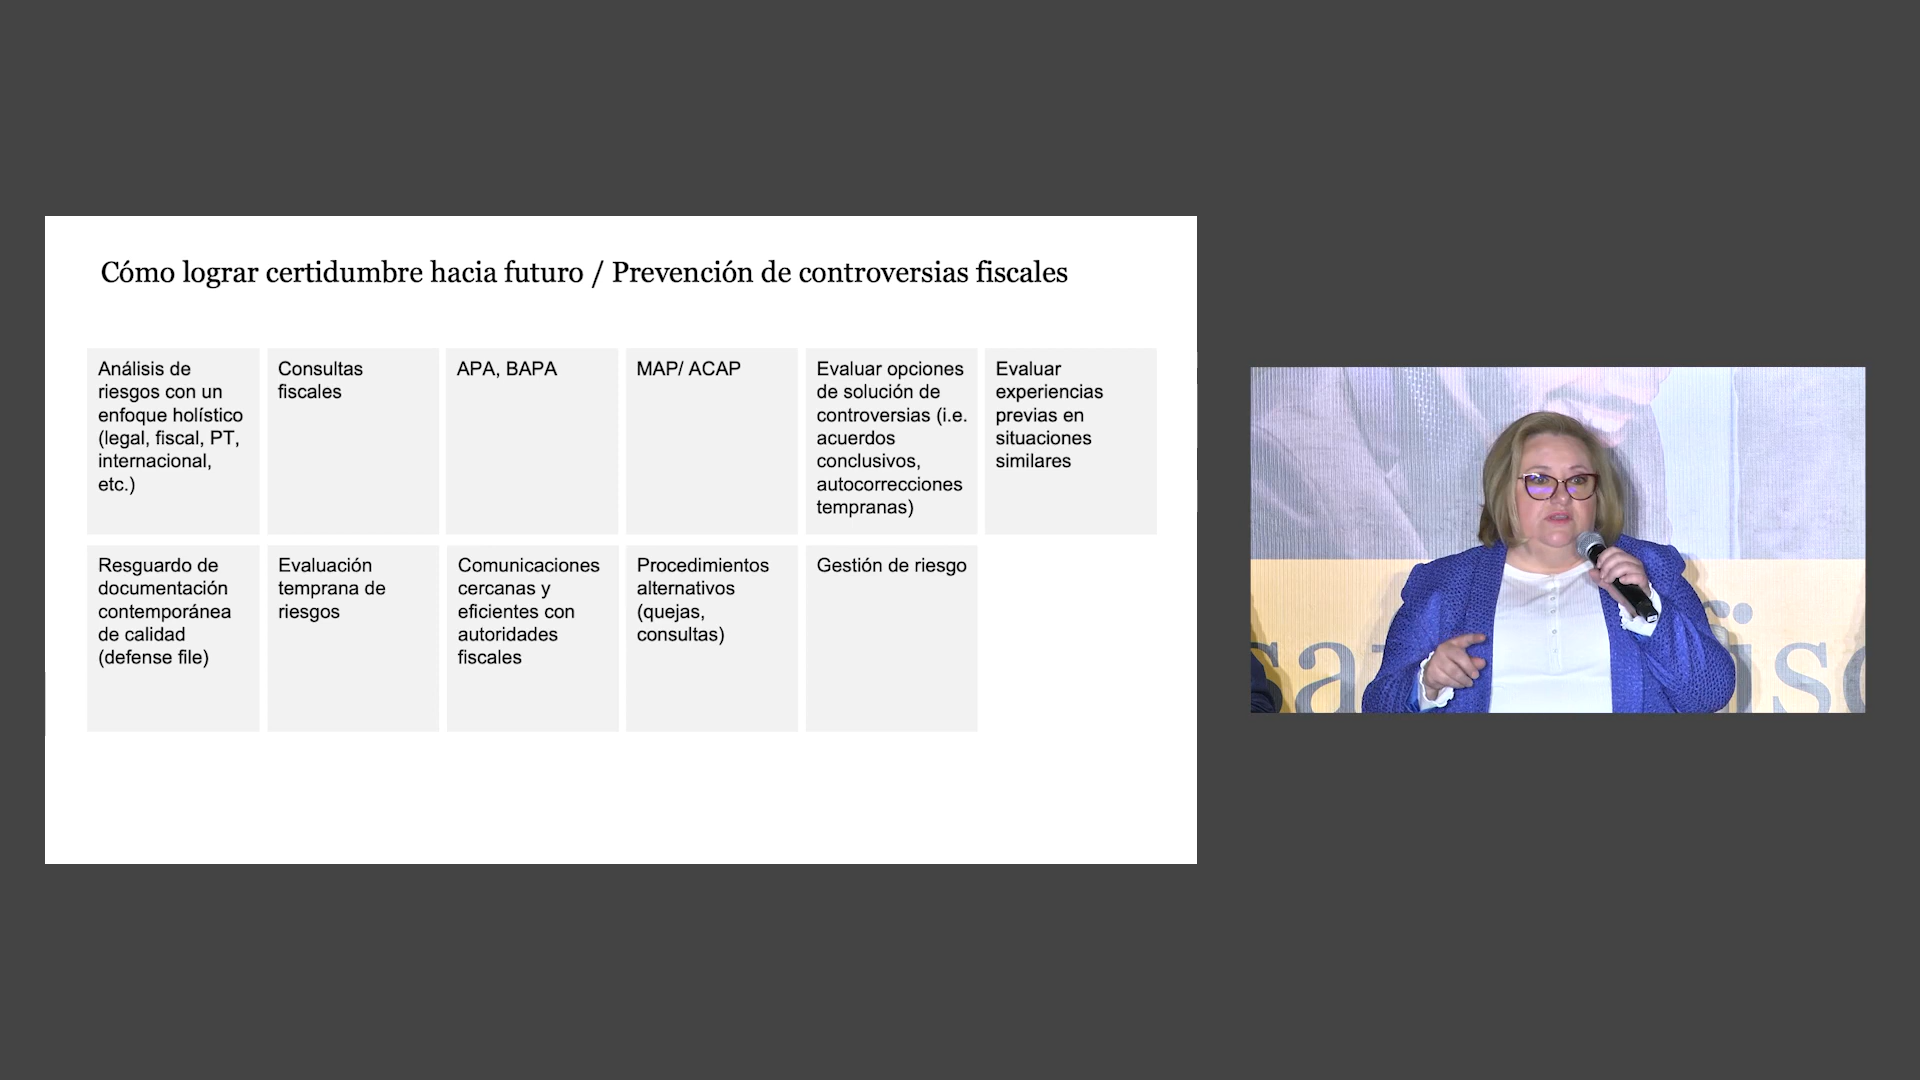 Cómo lograr certidumbre hacia futuro / Prevención de controversias fiscales
Análisis de
riesgos con un
enfoque holístico
(legal, fiscal, PT,
internacional,
etc.)
Consultas
fiscales
APA, BAPA
MAP/ ACAP
Evaluar opciones
de solución de
controversias (i.e.
acuerdos
conclusivos,
autocorrecciones
tempranas)
Evaluar
experiencias
previas en
situaciones
similares
Resguardo de
documentación
contemporánea
de calidad
(defense file)
Evaluación
temprana de
riesgos
Comunicaciones
cercanas y
eficientes con
autoridades
fiscales
Procedimientos
alternativos
(quejas,
consultas)
Gestión de riesgo